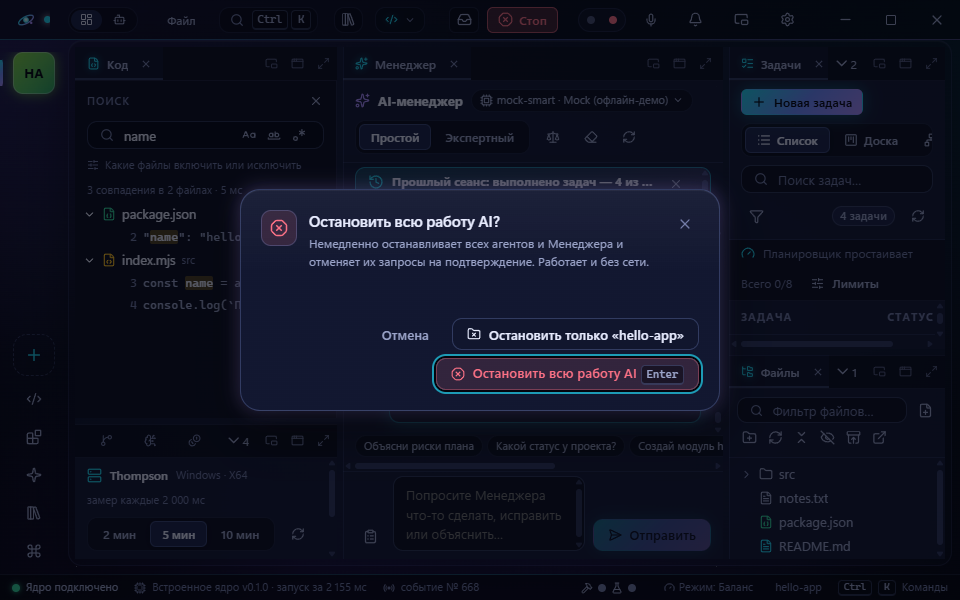 Файл
Ctrl K
Стоп
HA
Код
Менеджер
Задачи
2
ПОИСК
name
Aa ab
Какие файлы включить или исключить
3 совпадения в 2 файлах · 5 мс
package.json
2 "name": "hello
index.mjs src
3 const name = a
4 console.log(`П
AI-менеджер
mock-smart · Mock (офлайн-демо)
Простой
Экспертный
Прошлый сеанс: выполнено задач — 4 из ...
Новая задача
Список
Доска
Поиск задач...
4 задачи
Планировщик простаивает
Всего 0/8
Лимиты
ЗАДАЧА
СТАТУС
Остановить всю работу AI?
Немедленно останавливает всех агентов и Менеджера и
отменяет их запросы на подтверждение. Работает и без сети.
Отмена
Остановить только «hello-app»
Остановить всю работу AI Enter
Файлы
1
Фильтр файлов...
src
notes.txt
package.json
README.md
4
Thompson Windows · X64
замер каждые 2 000 мс
2 мин
5 мин
10 мин
Объясни риски плана
Какой статус у проекта?
Создай модуль h
Попросите Менеджера
что-то сделать, исправить
или объяснить...
Отправить
Ядро подключено
Встроенное ядро v0.1.0 · запуск за 2 155 мс
событие № 668
Режим: Баланс
hello-app
Ctrl K Команды